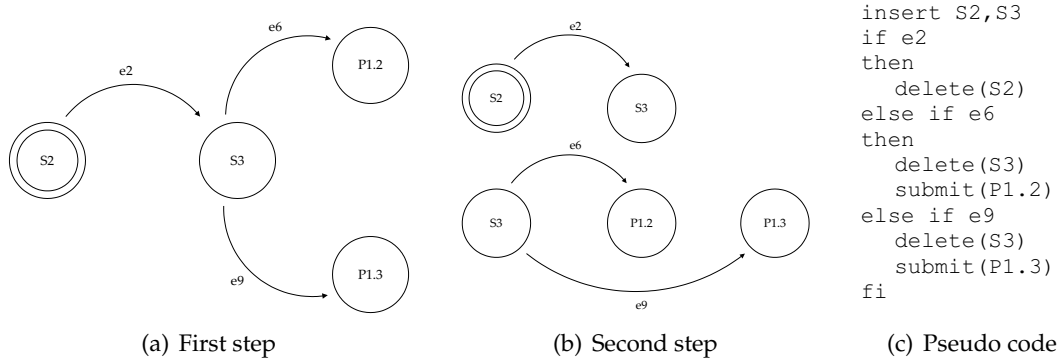 e6
P1.2
e2
S2
S3
P1.3
e9
(a) First step
e2
S2
S3
e6
S3
P1.2
P1.3
e9
(b) Second step
insert S2,S3
if e2
then
delete(S2)
else if e6
then
delete(S3)
submit(P1.2)
else if e9
delete(S3)
submit(P1.3)
fi
(c) Pseudo code